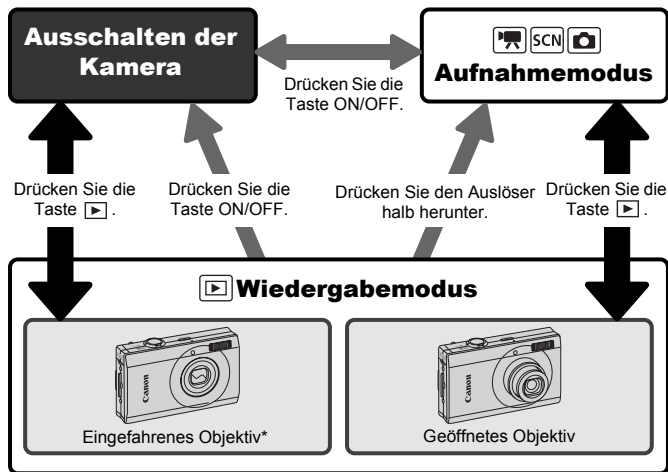 Ausschalten der
Kamera
SCN
Aufnahmemodus
Drücken Sie die
Taste ON/OFF.
Drücken Sie die
Taste .
Drücken Sie die
Taste ON/OFF.
Drücken Sie den Auslöser
halb herunter.
Drücken Sie die
Taste .
Wiedergabemodus
Canon
Eingefahrenes Objektiv*
Canon
Geöffnetes Objektiv